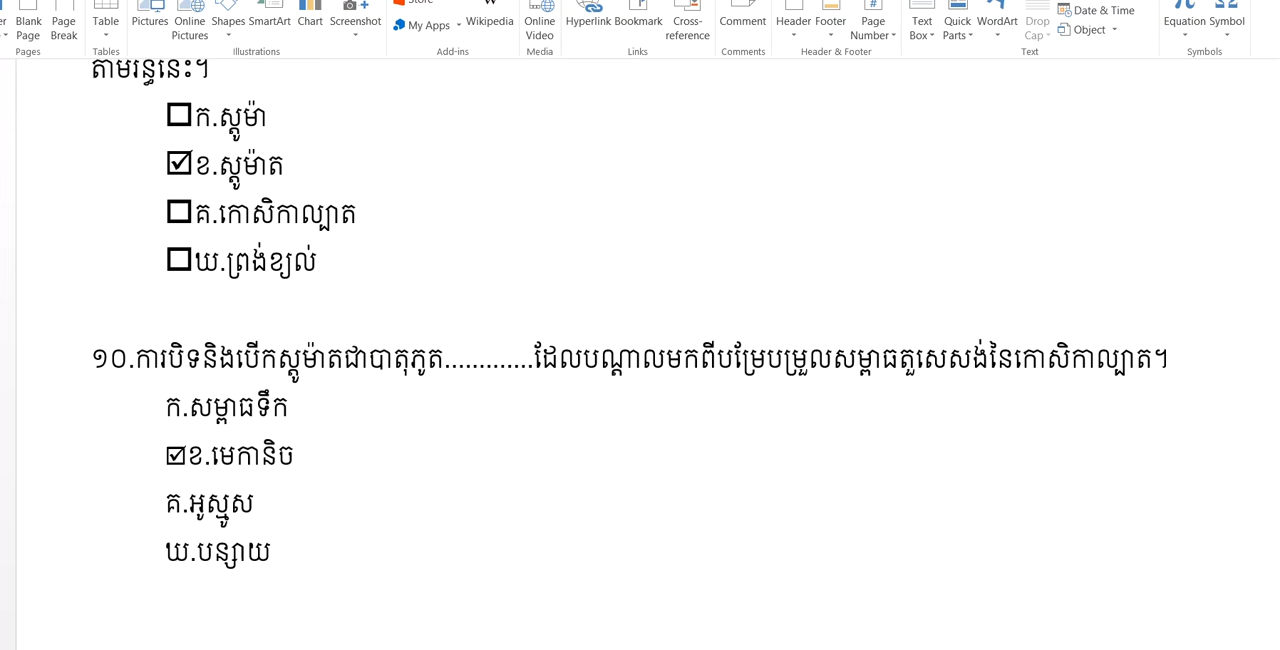 Store
Blank Page
Page Break
Table
Pictures
Online Pictures
Shapes
SmartArt
Chart
Screenshot
My Apps
Wikipedia
Online Video
Hyperlink
Bookmark
Cross-reference
Comment
Header
Footer
Page Number
Text Box
Quick Parts
WordArt
Drop Cap
Date & Time
Object
Equation
Symbol
Pages
Tables
Illustrations
Add-ins
Media
Links
Comments
Header & Footer
Text
Symbols
តាមរន្ធនេះ។
ក.ស្តូម៉ា
ខ.ស្តូម៉ាត
គ.កោសិកាល្បាត
ឃ.ព្រង់ខ្យល់
១០.ការបិទនិងបើកស្តូម៉ាតជាបាតុភូត.............ដែលបណ្តាលមកពីបម្រែបម្រួលសម្ពាធតួសេសង់នៃកោសិកាល្បាត។
ក.សម្ពាធទឹក
ខ.មេកានិច
គ.អូស្មូស
ឃ.បន្សាយ